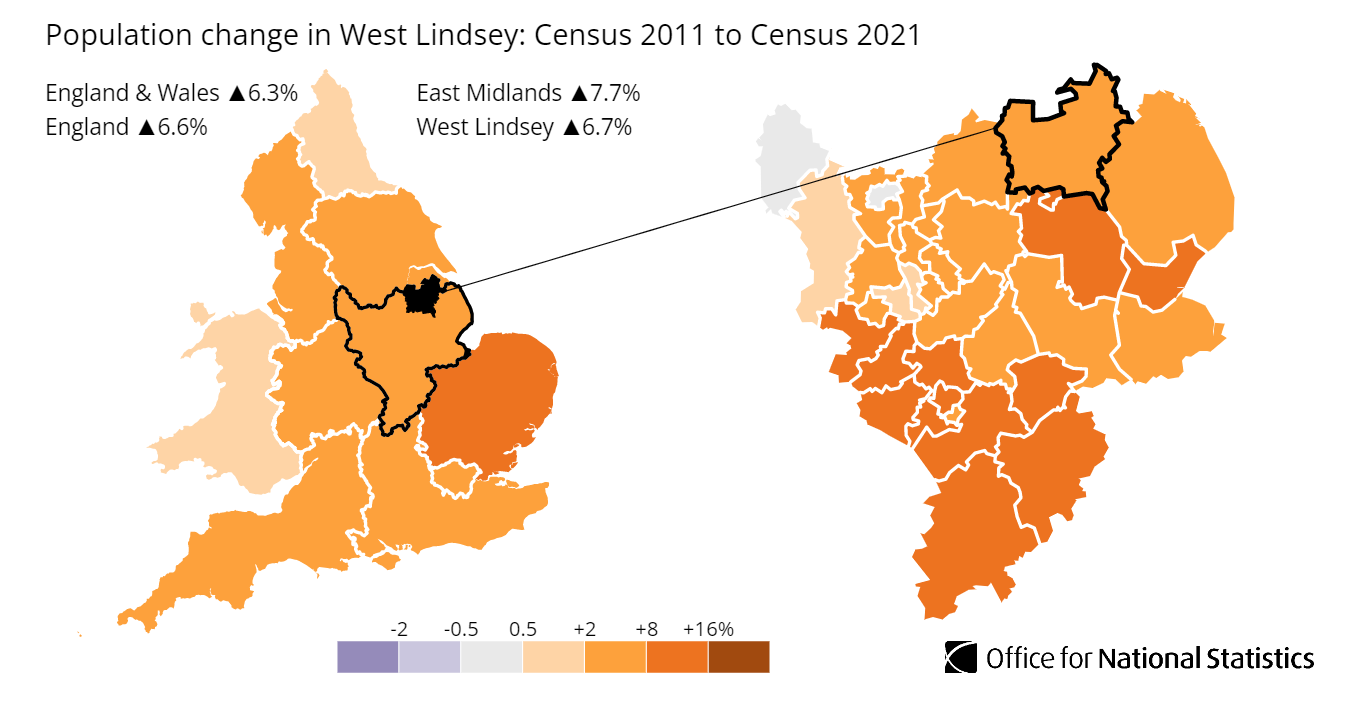 Population change in West Lindsey: Census 2011 to Census 2021
England & Wales ▲6.3%
East Midlands ▲7.7%
England ▲6.6%
West Lindsey ▲6.7%
-2 -0.5 0.5 +2 +8 +16%
Office for National Statistics